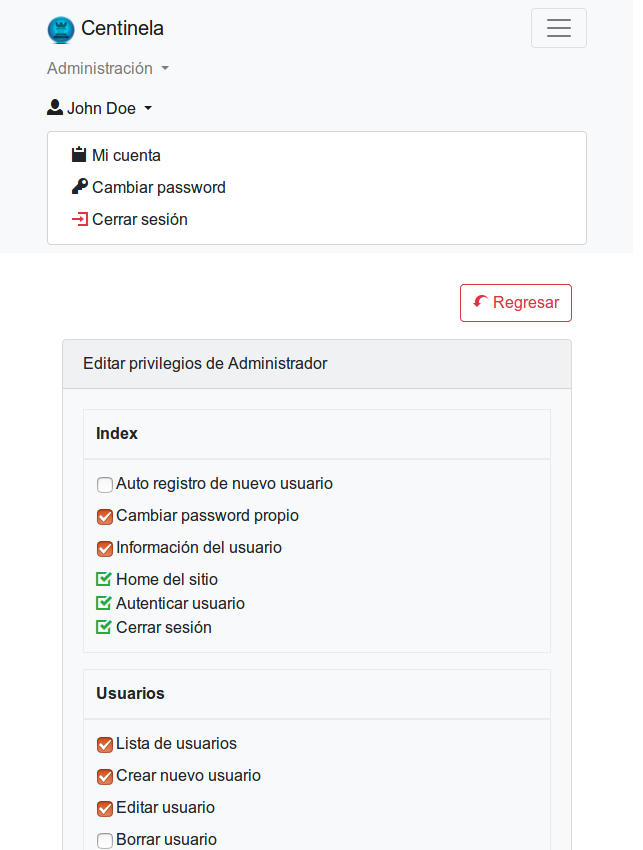 Centinela
Administración
John Doe
Mi cuenta
Cambiar password
Cerrar sesión
Regresar
Editar privilegios de Administrador
Index
Auto registro de nuevo usuario
Cambiar password propio
Información del usuario
Home del sitio
Autenticar usuario
Cerrar sesión
Usuarios
Lista de usuarios
Crear nuevo usuario
Editar usuario
Borrar usuario